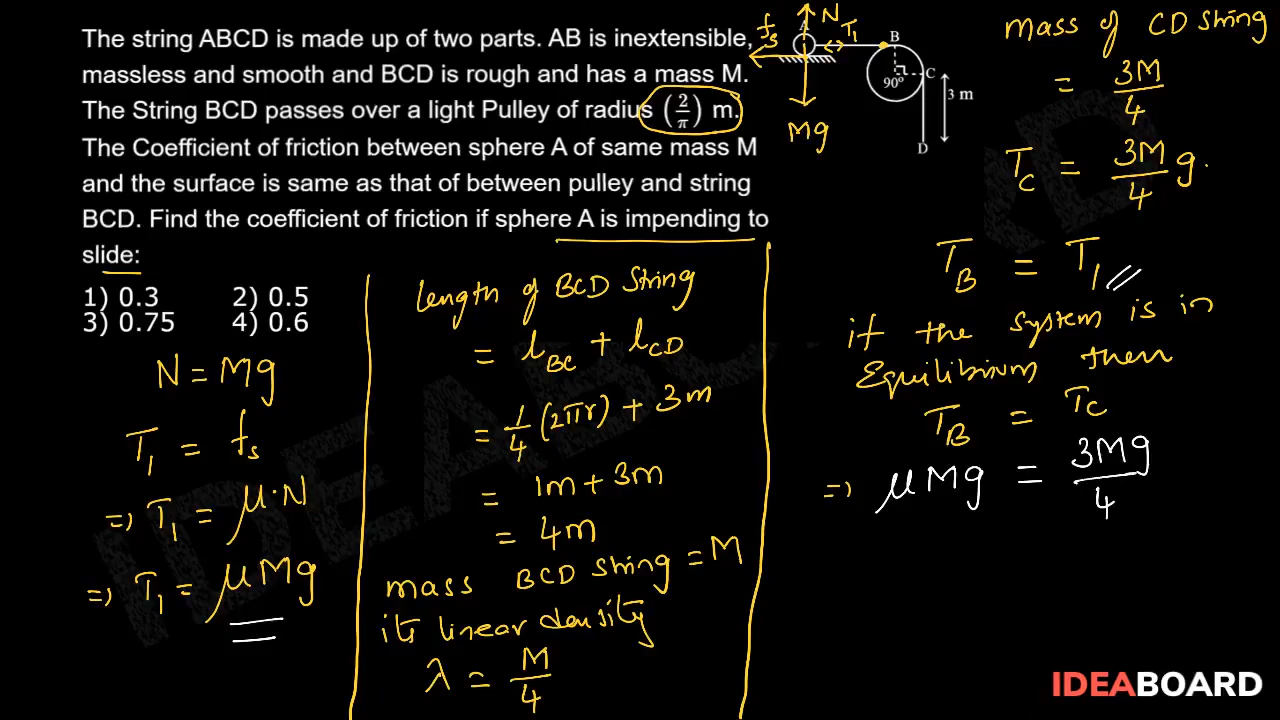 The string ABCD is made up of two parts. AB is inextensible,
massless and smooth and BCD is rough and has a mass M.
The String BCD passes over a light Pulley of radius (2/π) m.
The Coefficient of friction between sphere A of same mass M
and the surface is same as that of between pulley and string
BCD. Find the coefficient of friction if sphere A is impending to
slide:
1) 0.3 2) 0.5
3) 0.75 4) 0.6
N = Mg
T₁ = fs
=> T₁ = μ·N
=> T₁ = μMg
length of BCD String
= l_BC + l_CD
= 1/4 (2πr) + 3m
= 1m + 3m
= 4m
mass BCD String = M
its linear density
λ = M/4
N
fs
A
T₁
B
90°
C
3 m
D
Mg
mass of CD string
= 3M/4
T_C = 3M/4 g.
T_B = T₁
if the system is in
Equilibrium then
T_B = T_C
=> μMg = 3Mg/4
IDEABOARD